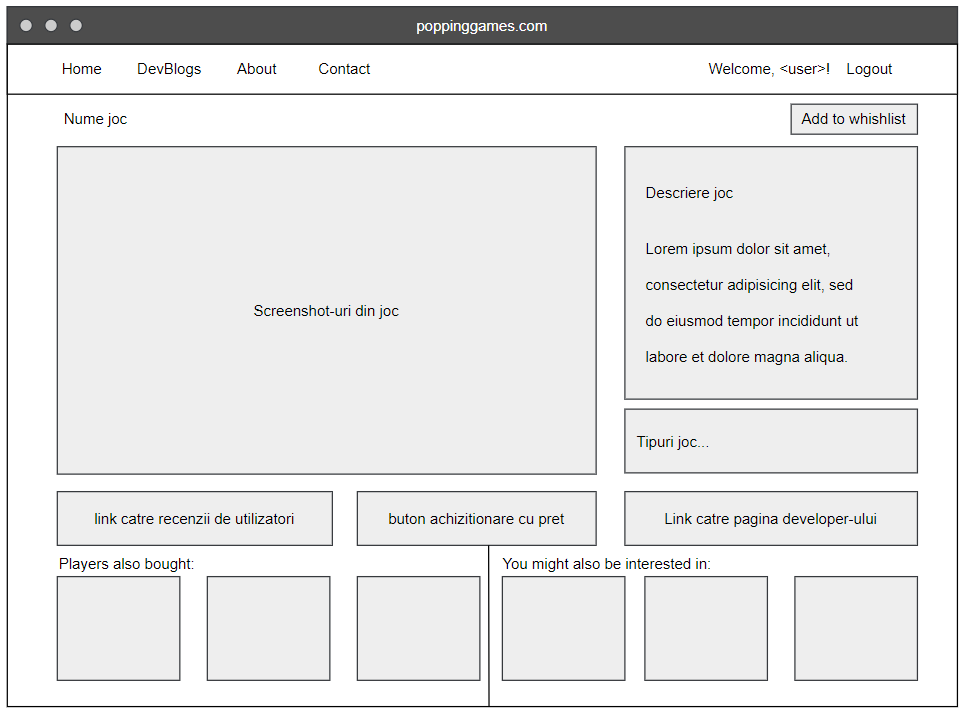 poppinggames.com
Home DevBlogs About Contact Welcome, <user>! Logout
Nume joc
Add to whishlist
Screenshot-uri din joc
Descriere joc
Lorem ipsum dolor sit amet,
consectetur adipisicing elit, sed
do eiusmod tempor incididunt ut
labore et dolore magna aliqua.
Tipuri joc...
link catre recenzii de utilizatori
buton achizitionare cu pret
Link catre pagina developer-ului
Players also bought:
You might also be interested in: